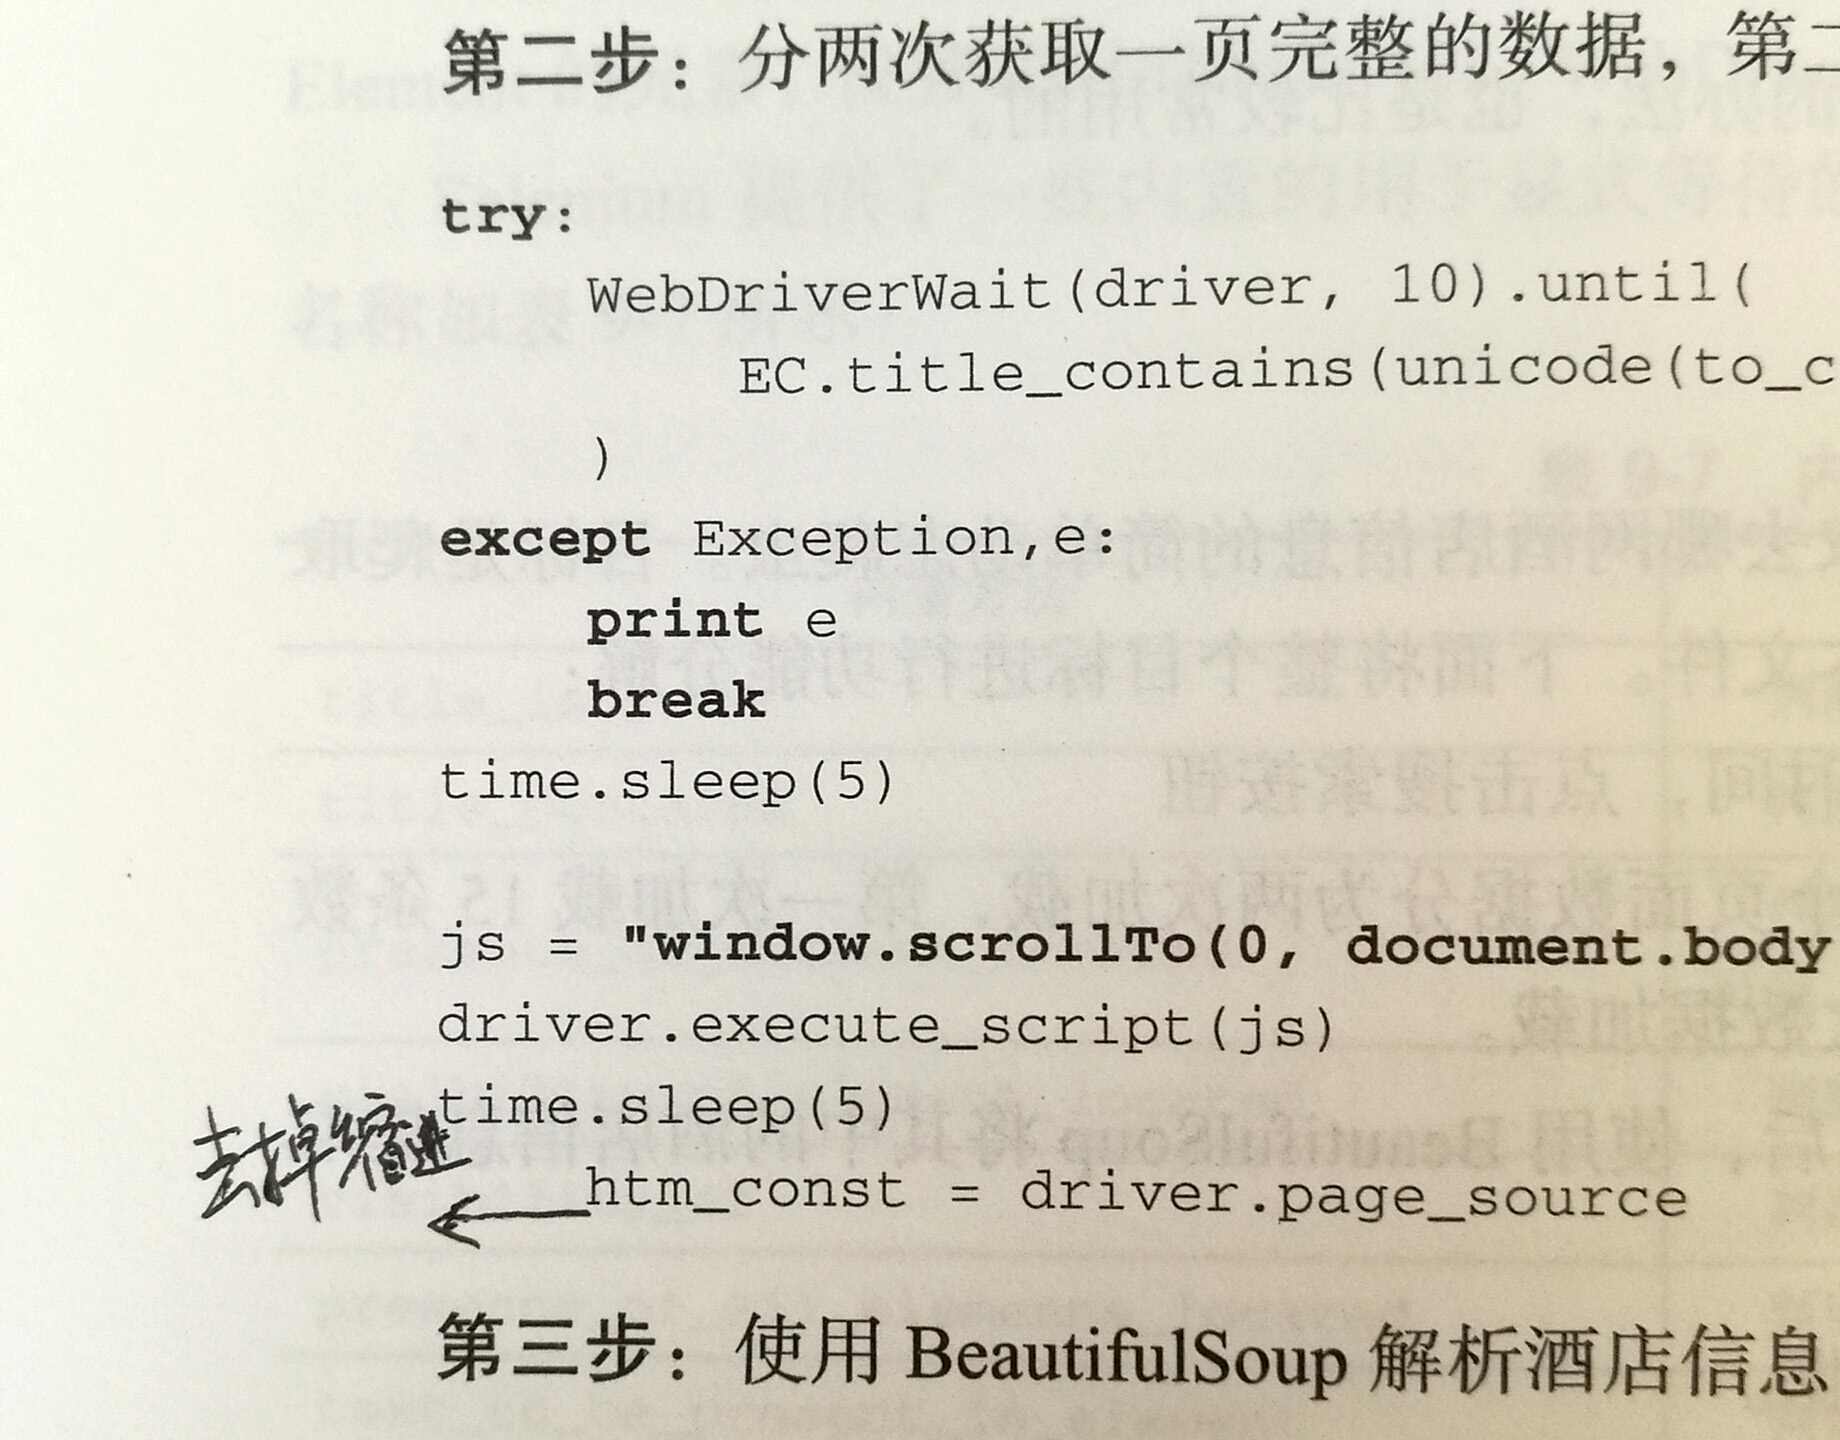 第二步：分两次获取一页完整的数据，第二
try:
WebDriverWait(driver, 10).until(
EC.title_contains(unicode(to_c
)
except Exception,e:
print e
break
time.sleep(5)
js = "window.scrollTo(0, document.body
driver.execute_script(js)
time.sleep(5)
去掉缩进
htm_const = driver.page_source
第三步：使用 BeautifulSoup 解析酒店信息